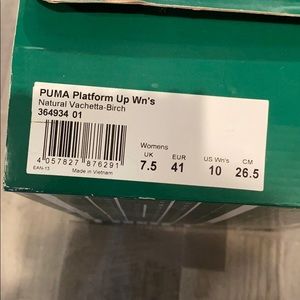 PUMA Platform Up Wn's
Natural Vachetta-Birch
364934 01
4 057827 876291
EAN-13
Made in Vietnam
Womens
UK EUR US Wn's CM
7.5 41 10 26.5